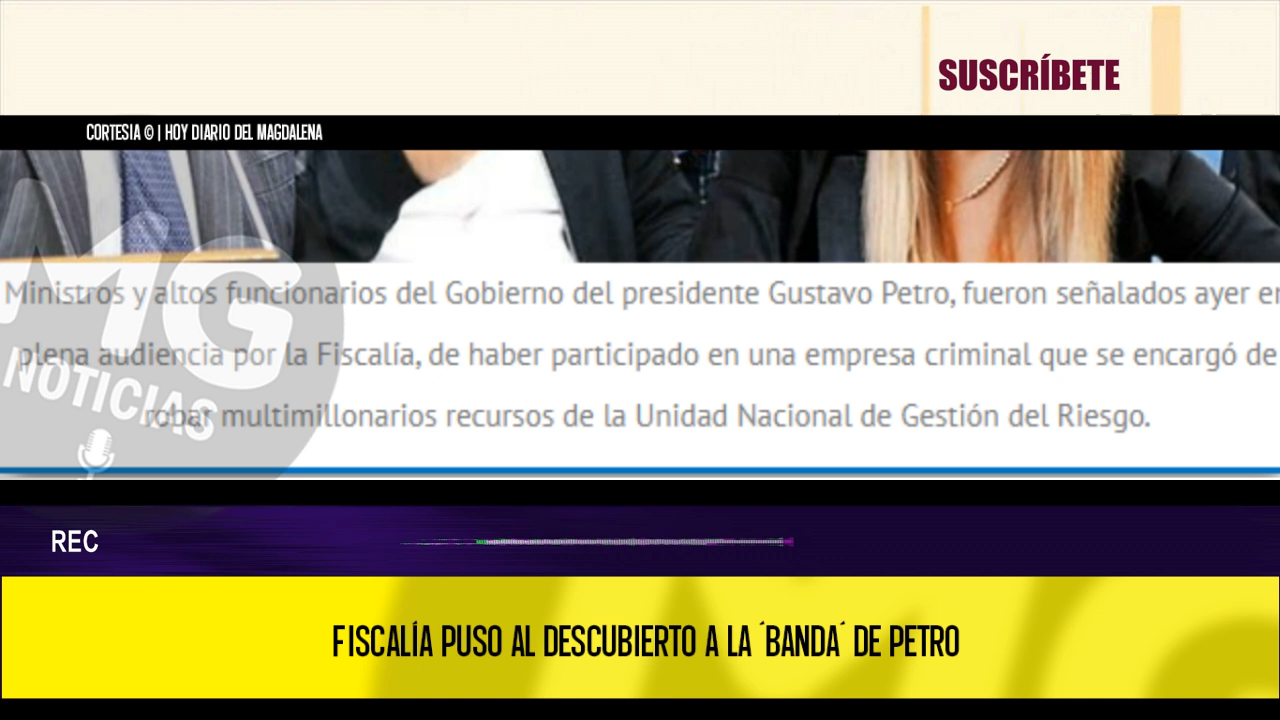 SUSCRÍBETE
CORTESIA © | HOY DIARIO DEL MAGDALENA
Ministros y altos funcionarios del Gobierno del presidente Gustavo Petro, fueron señalados ayer en
plena audiencia por la Fiscalía, de haber participado en una empresa criminal que se encargó de
robar multimillonarios recursos de la Unidad Nacional de Gestión del Riesgo.
MG
NOTICIAS
REC
FISCALÍA PUSO AL DESCUBIERTO A LA ´BANDA´ DE PETRO